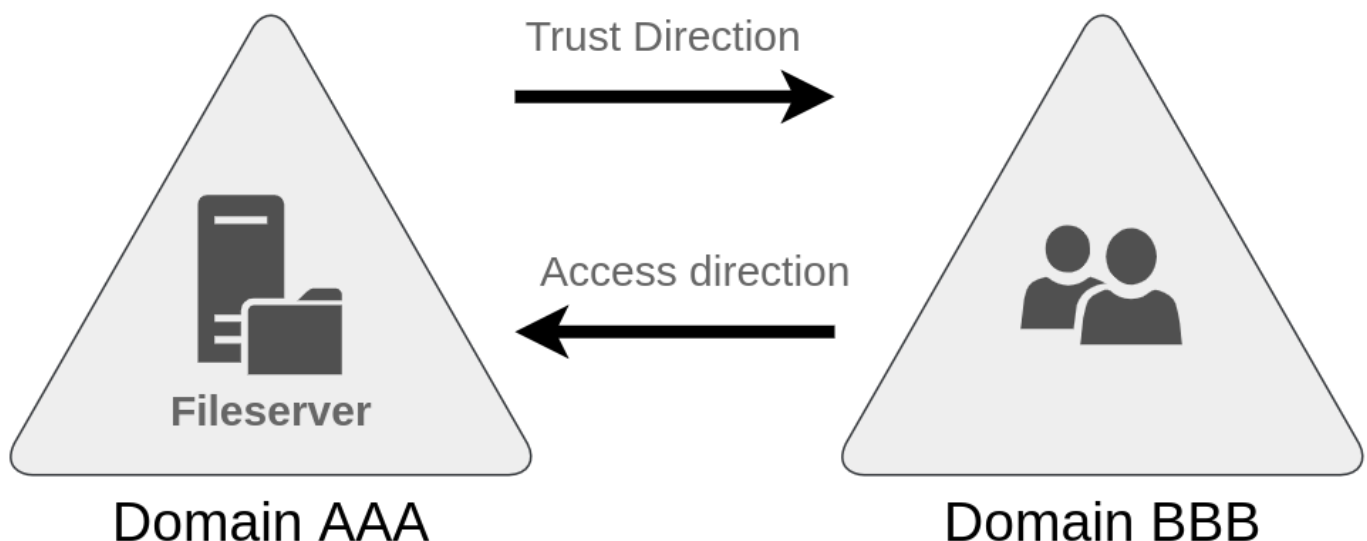 Trust Direction
Access direction
Fileserver
Domain AAA
Domain BBB